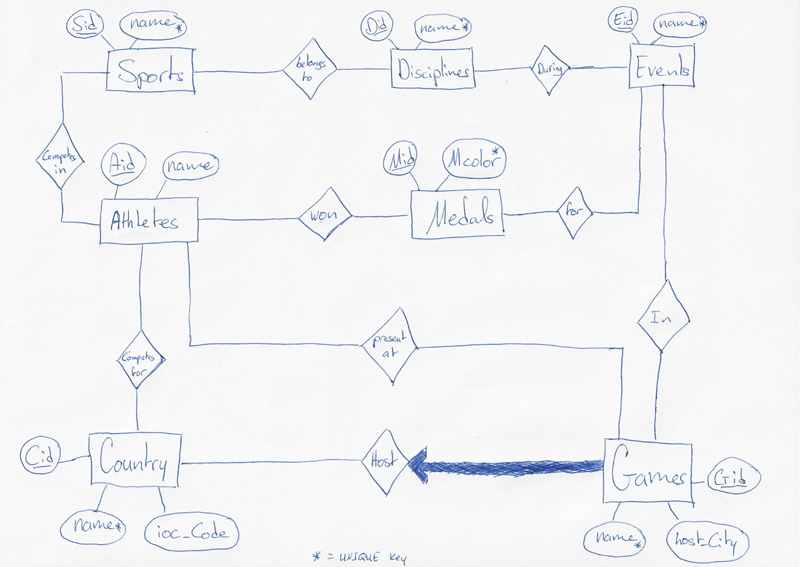 Sid
name*
Did
name*
Eid
name*
Sports
belongs
to
Disciplines
During
Events
Competes
in
Aid
name
Mid
Mcolor*
Athletes
won
Medals
for
In
present
at
Competes
for
Cid
Country
Host
Games
Gid
name*
ioc_Code
name*
host_City
* = UNIQUE Key